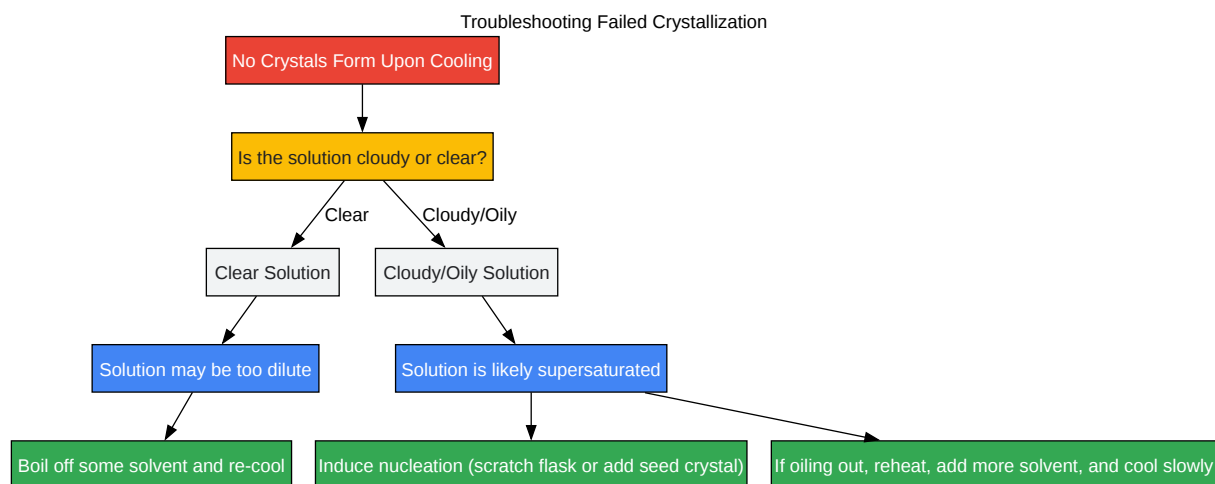 Troubleshooting Failed Crystallization
No Crystals Form Upon Cooling
Is the solution cloudy or clear?
Clear
Cloudy/Oily
Clear Solution
Cloudy/Oily Solution
Solution may be too dilute
Solution is likely supersaturated
Boil off some solvent and re-cool
Induce nucleation (scratch flask or add seed crystal)
If oiling out, reheat, add more solvent, and cool slowly